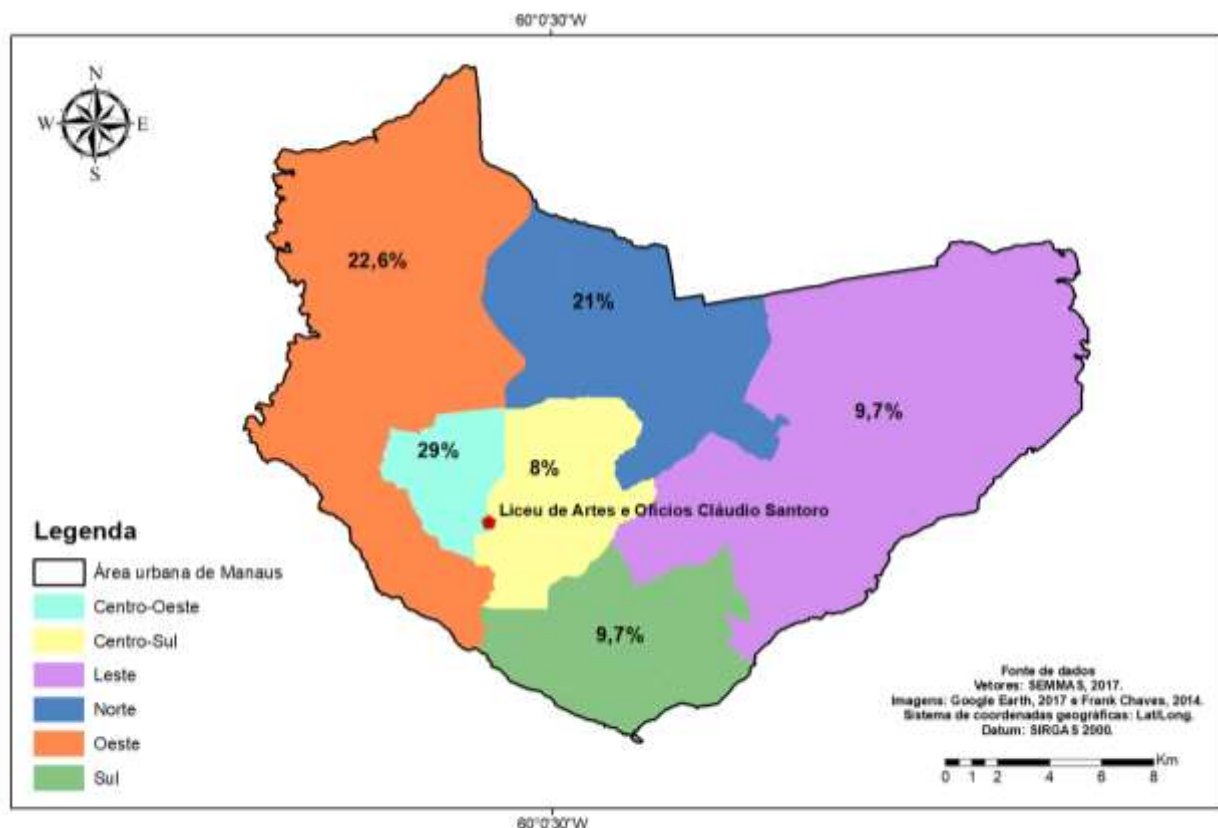 60°0'30"W
N
W
E
S
22,6%
21%
9,7%
29%
8%
Liceu de Artes e Ofícios Cláudio Santoro
9,7%
Legenda
Área urbana de Manaus
Centro-Oeste
Centro-Sul
Leste
Norte
Oeste
Sul
Fonte de dados
Vetores: SEMMAS, 2017.
Imagens: Google Earth, 2017 e Frank Chaves, 2014.
Sistema de coordenadas geográficas: Lat/Long.
Datum: SIRGAS 2000.
Km
0 1 2 4 6 8
60°0'30"W